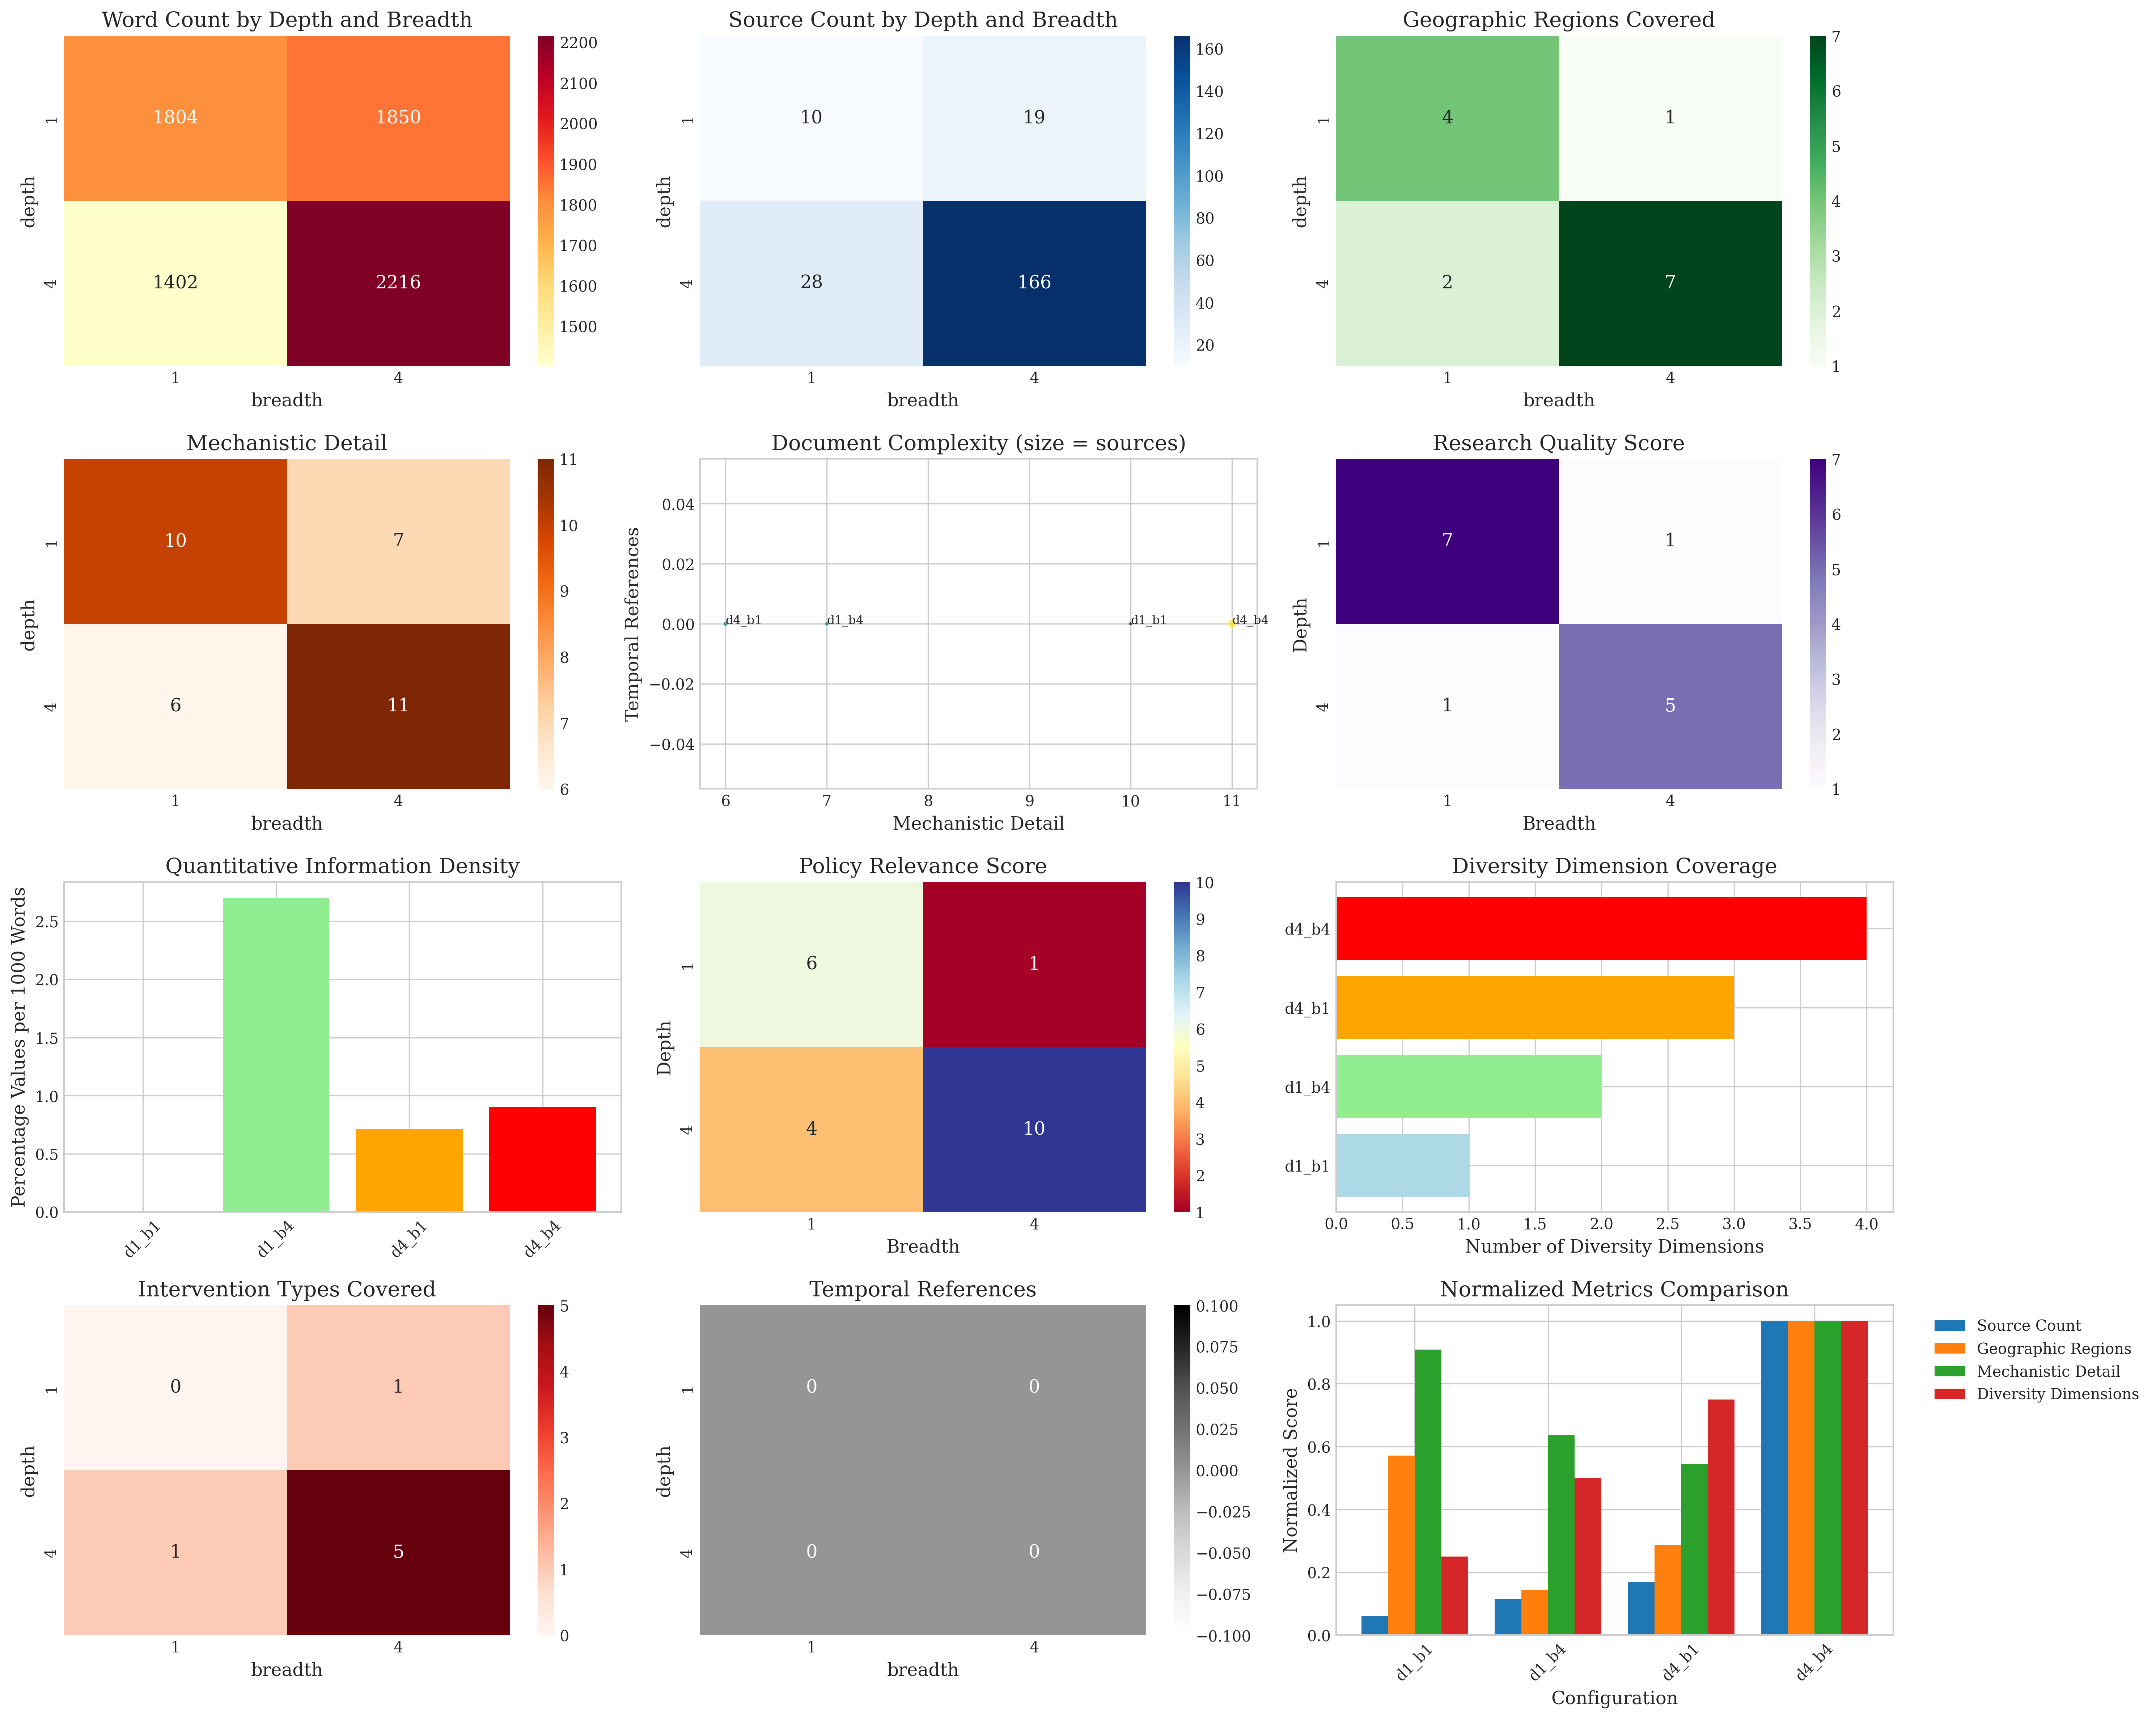 Word Count by Depth and Breadth
1804 1850
1402 2216
1
4
depth
1 4
breadth
2200
2100
2000
1900
1800
1700
1600
1500
Source Count by Depth and Breadth
10 19
28 166
1
4
depth
1 4
breadth
160
140
120
100
80
60
40
20
Geographic Regions Covered
4 1
2 7
1
4
depth
1 4
breadth
7
6
5
4
3
2
1
Mechanistic Detail
10 7
6 11
1
4
depth
1 4
breadth
11
10
9
8
7
6
Document Complexity (size = sources)
Temporal References
0.04
0.02
0.00
−0.02
−0.04
d4_b1 d1_b4 d1_b1 d4_b4
6 7 8 9 10 11
Mechanistic Detail
Research Quality Score
7 1
1 5
1
4
Depth
1 4
Breadth
7
6
5
4
3
2
1
Quantitative Information Density
Percentage Values per 1000 Words
2.5
2.0
1.5
1.0
0.5
0.0
d1_b1 d1_b4 d4_b1 d4_b4
Policy Relevance Score
6 1
4 10
1
4
Depth
1 4
Breadth
10
9
8
7
6
5
4
3
2
1
Diversity Dimension Coverage
d4_b4
d4_b1
d1_b4
d1_b1
0.0 0.5 1.0 1.5 2.0 2.5 3.0 3.5 4.0
Number of Diversity Dimensions
Intervention Types Covered
0 1
1 5
1
4
depth
1 4
breadth
5
4
3
2
1
0
Temporal References
0 0
0 0
1
4
depth
1 4
breadth
0.100
0.075
0.050
0.025
0.000
−0.025
−0.050
−0.075
−0.100
Normalized Metrics Comparison
Normalized Score
1.0
0.8
0.6
0.4
0.2
0.0
d1_b1 d1_b4 d4_b1 d4_b4
Configuration
Source Count
Geographic Regions
Mechanistic Detail
Diversity Dimensions